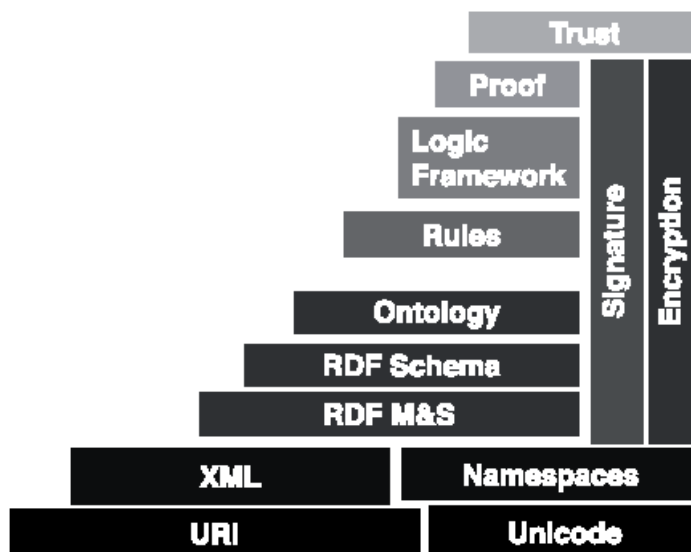 Trust
Proof
Logic
Framework
Rules
Ontology
RDF Schema
RDF M&S
Signature
Encryption
XML
Namespaces
URI
Unicode